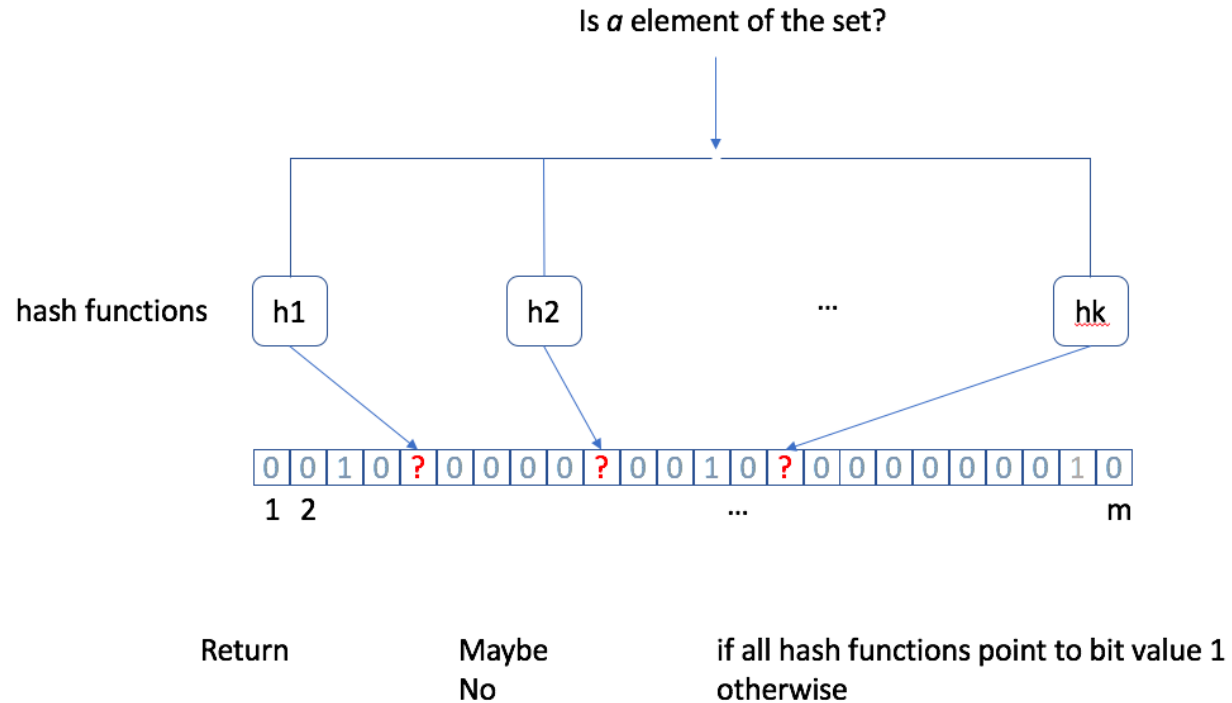 Is a element of the set?
hash functions h1 h2 ... hk
0 0 1 0 ? 0 0 0 0 ? 0 0 1 0 ? 0 0 0 0 0 0 0 1 0
1 2 ... m
Return Maybe if all hash functions point to bit value 1
No otherwise